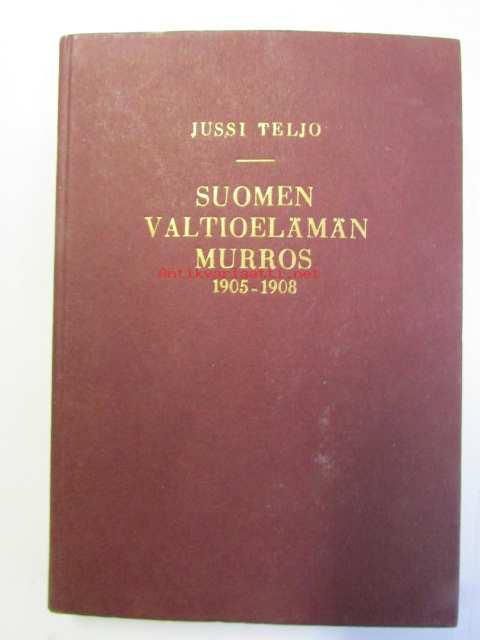 JUSSI TELJO
SUOMEN
VALTIOELÄMÄN
MURROS
Antikvariaatti.net
1905-1908